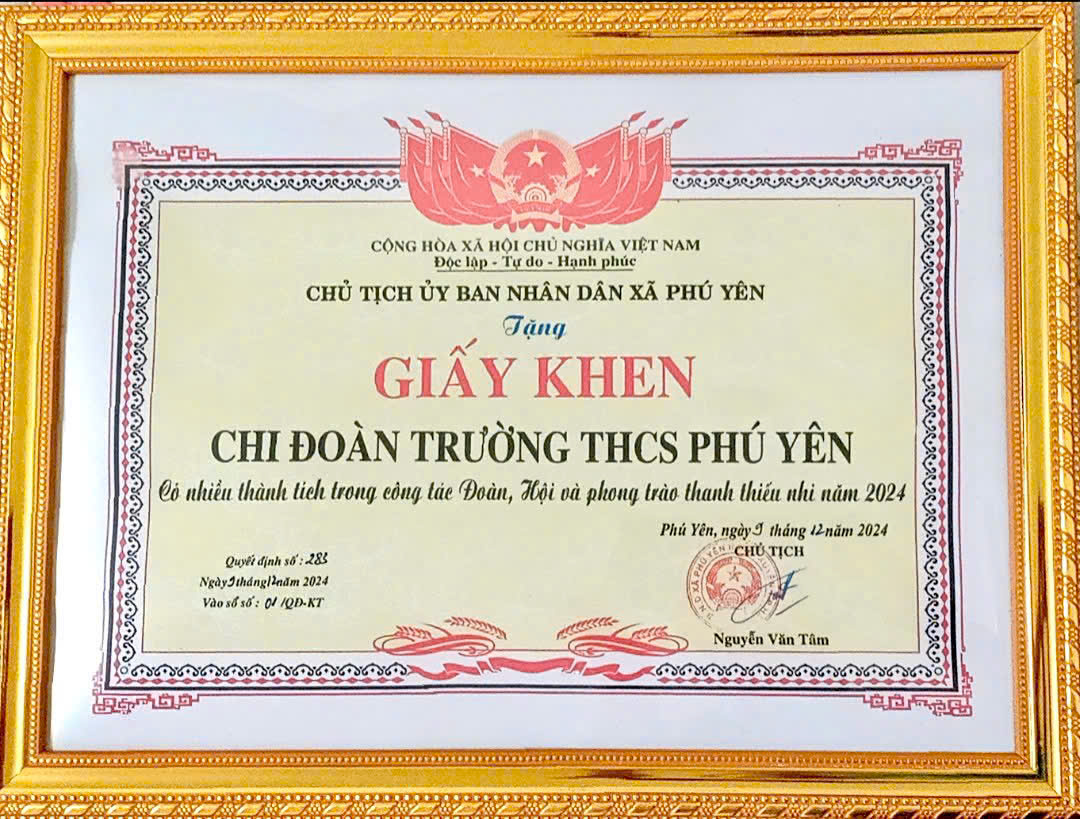 CỘNG HÒA XÃ HỘI CHỦ NGHĨA VIỆT NAM
Độc lập - Tự do - Hạnh phúc
CHỦ TỊCH ỦY BAN NHÂN DÂN XÃ PHÚ YÊN
Tặng
GIẤY KHEN
CHI ĐOÀN TRƯỜNG THCS PHÚ YÊN
Có nhiều thành tích trong công tác Đoàn, Hội và phong trào thanh thiếu nhi năm 2024
Phú Yên, ngày 9 tháng 12 năm 2024
CHỦ TỊCH
Quyết định số : 283
Ngày 9 tháng 12 năm 2024
Vào sổ số : 01 /QĐ-KT
Nguyễn Văn Tâm